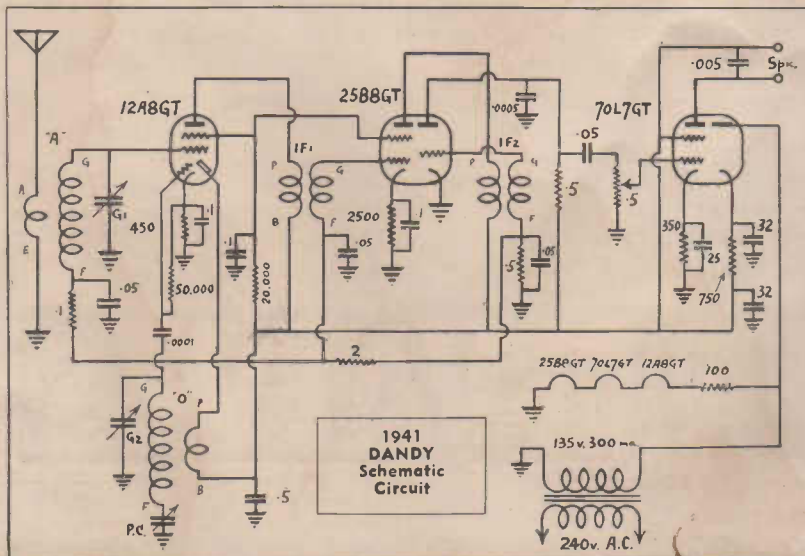 12A8GT
25B8GT
70L7GT
.005
Spk.
.0005
"A"
G
A
E
F
G1
450
.1
50,000
.0001
.1
.05
.1
20,000
IF1
P
B
G
F
.05
2500
.1
IF2
P
G
F
.5
.05
.5
.05
.5
350
25
750
32
32
2
G
"O"
P
G2
F
B
P.C.
.5
1941
DANDY
Schematic
Circuit
25B8GT 70L7GT 12A8GT 100
135v. 300 ma
240v. A.C.